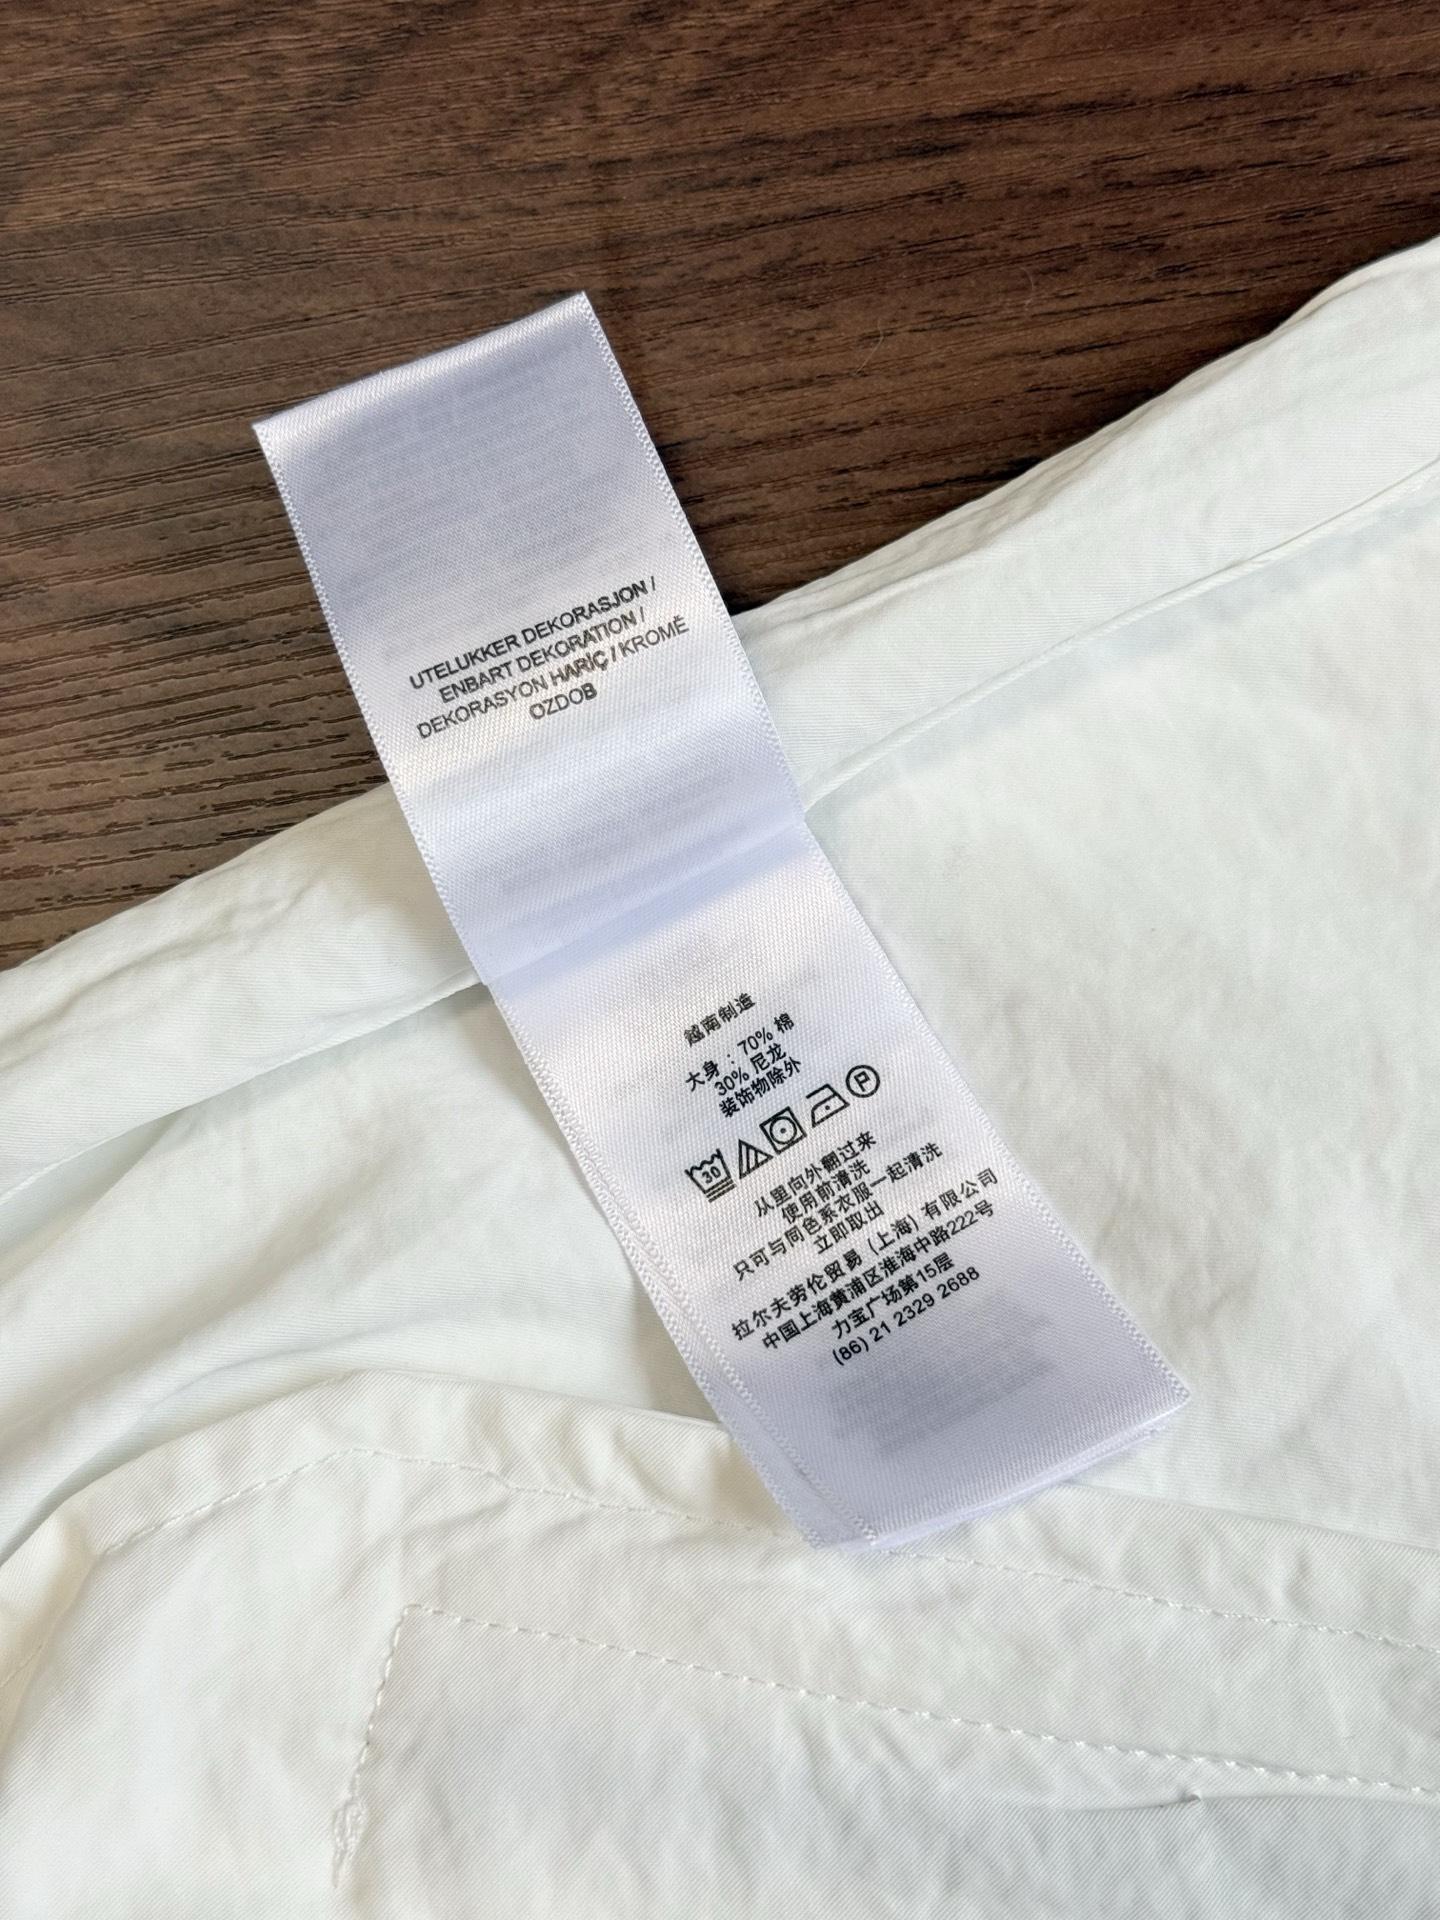 UTELUKKER DEKORASJON /
ENBART DEKORATION /
DEKORASYON HARİÇ / KROMĚ
OZDOB
越南制造
大身 : 70% 棉
30% 尼龙
装饰物除外
30 P
从里向外翻过来
使用前清洗
只可与同色系衣服一起清洗
立即取出
拉尔夫劳伦贸易 (上海) 有限公司
中国上海黄浦区淮海中路222号
力宝广场第15层
(86) 21 2329 2688